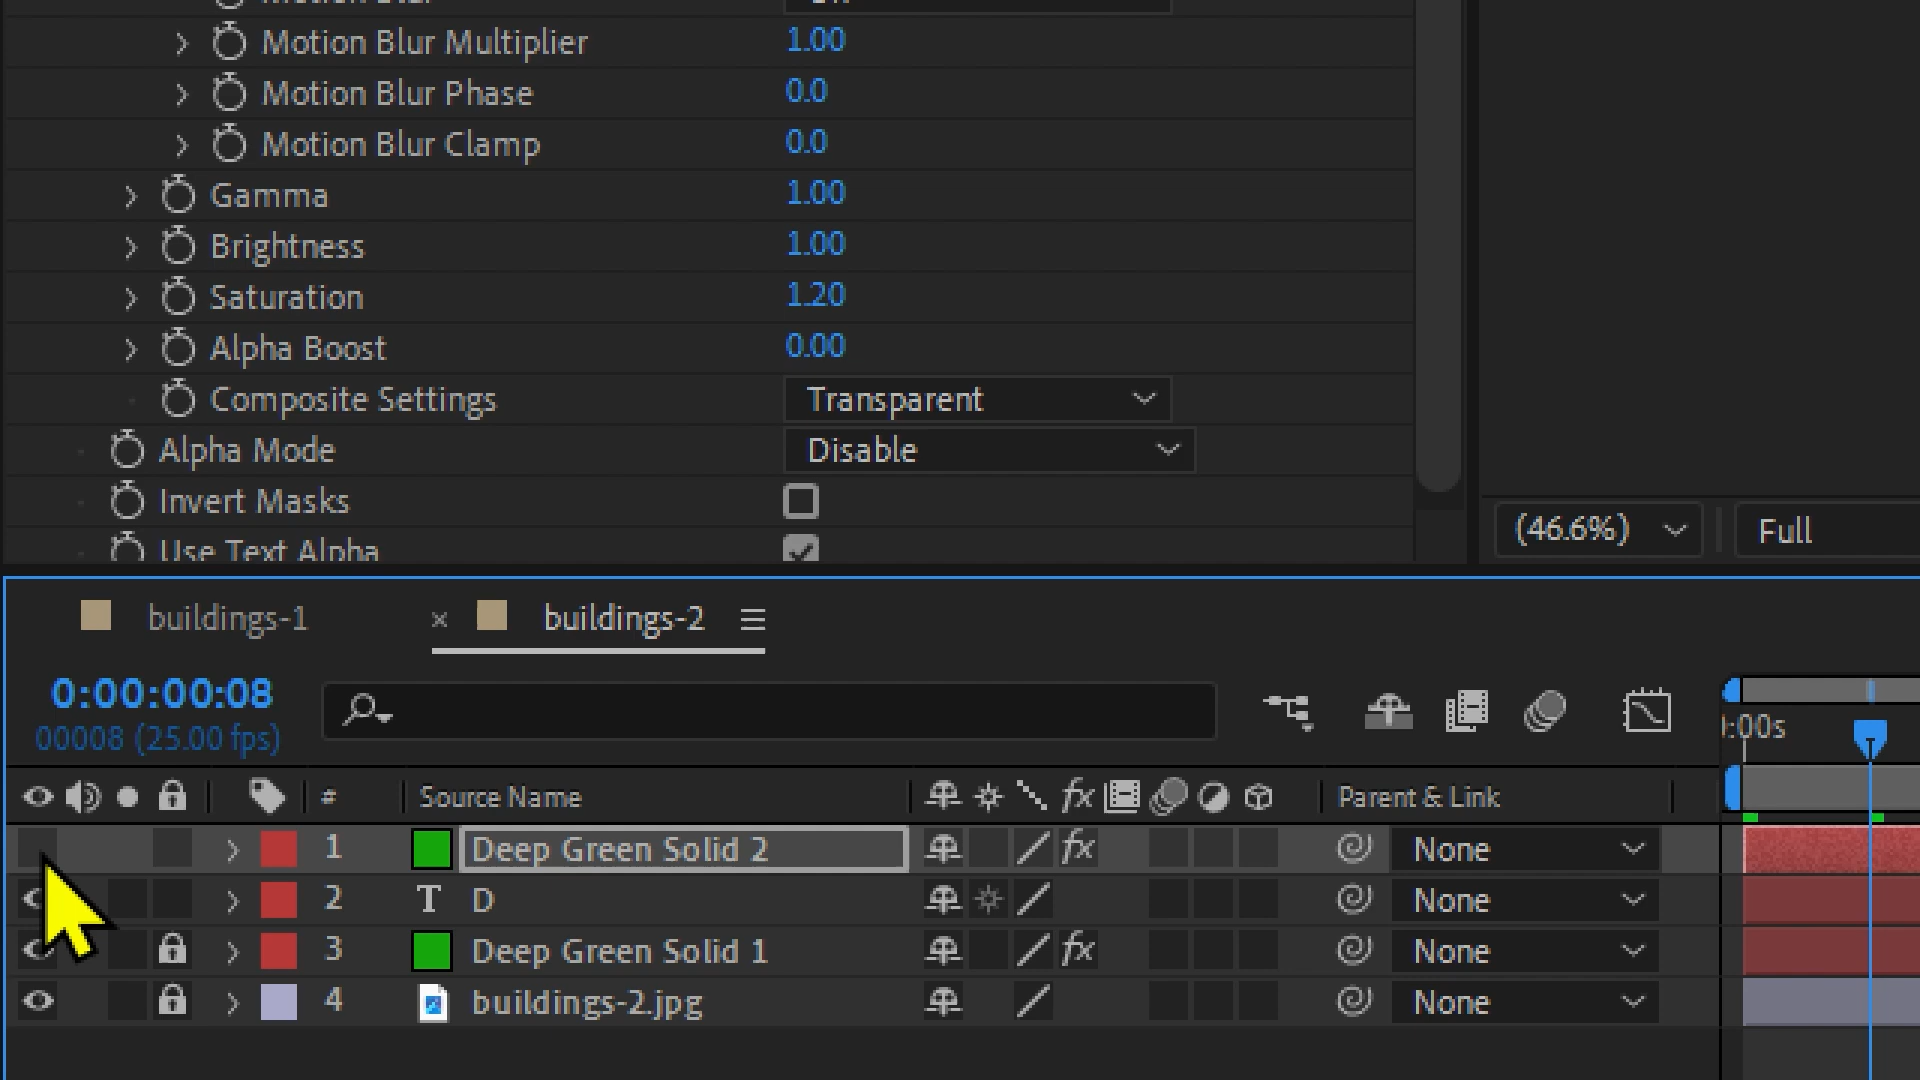 Motion Blur Multiplier 1.00
Motion Blur Phase 0.0
Motion Blur Clamp 0.0
Gamma 1.00
Brightness 1.00
Saturation 1.20
Alpha Boost 0.00
Composite Settings Transparent
Alpha Mode Disable
Invert Masks
Use Text Alpha
(46.6%) Full
buildings-1 × buildings-2
0:00:00:08
00008 (25.00 fps)
:00s
# Source Name fx Parent & Link
1 Deep Green Solid 2 fx None
2 T D None
3 Deep Green Solid 1 fx None
4 buildings-2.jpg None